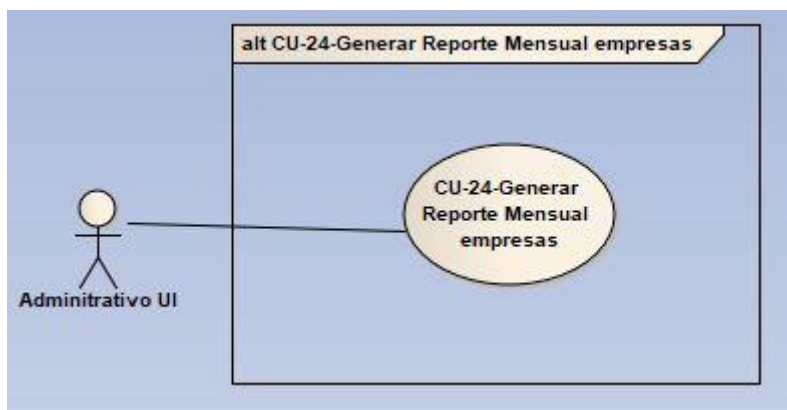 alt CU-24-Generar Reporte Mensual empresas
CU-24-Generar
Reporte Mensual
empresas
Adminitrativo UI